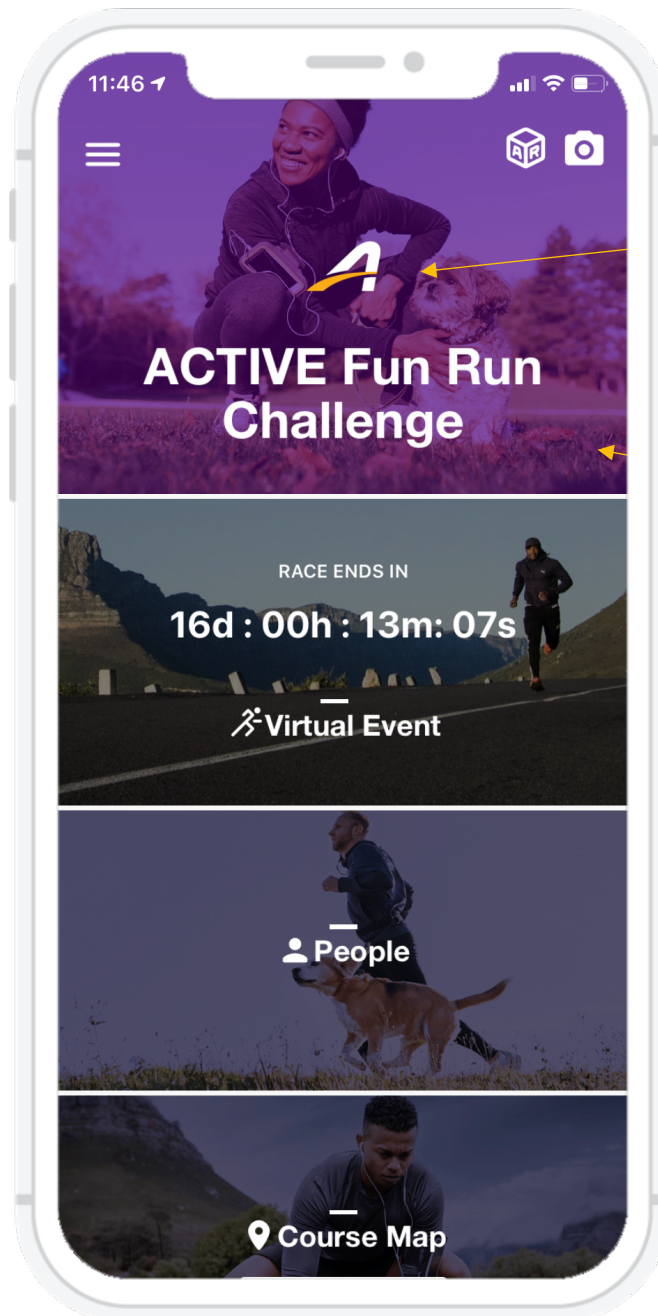 11:46
AR
ACTIVE Fun Run
Challenge
RACE ENDS IN
16d : 00h : 13m: 07s
Virtual Event
People
Course Map